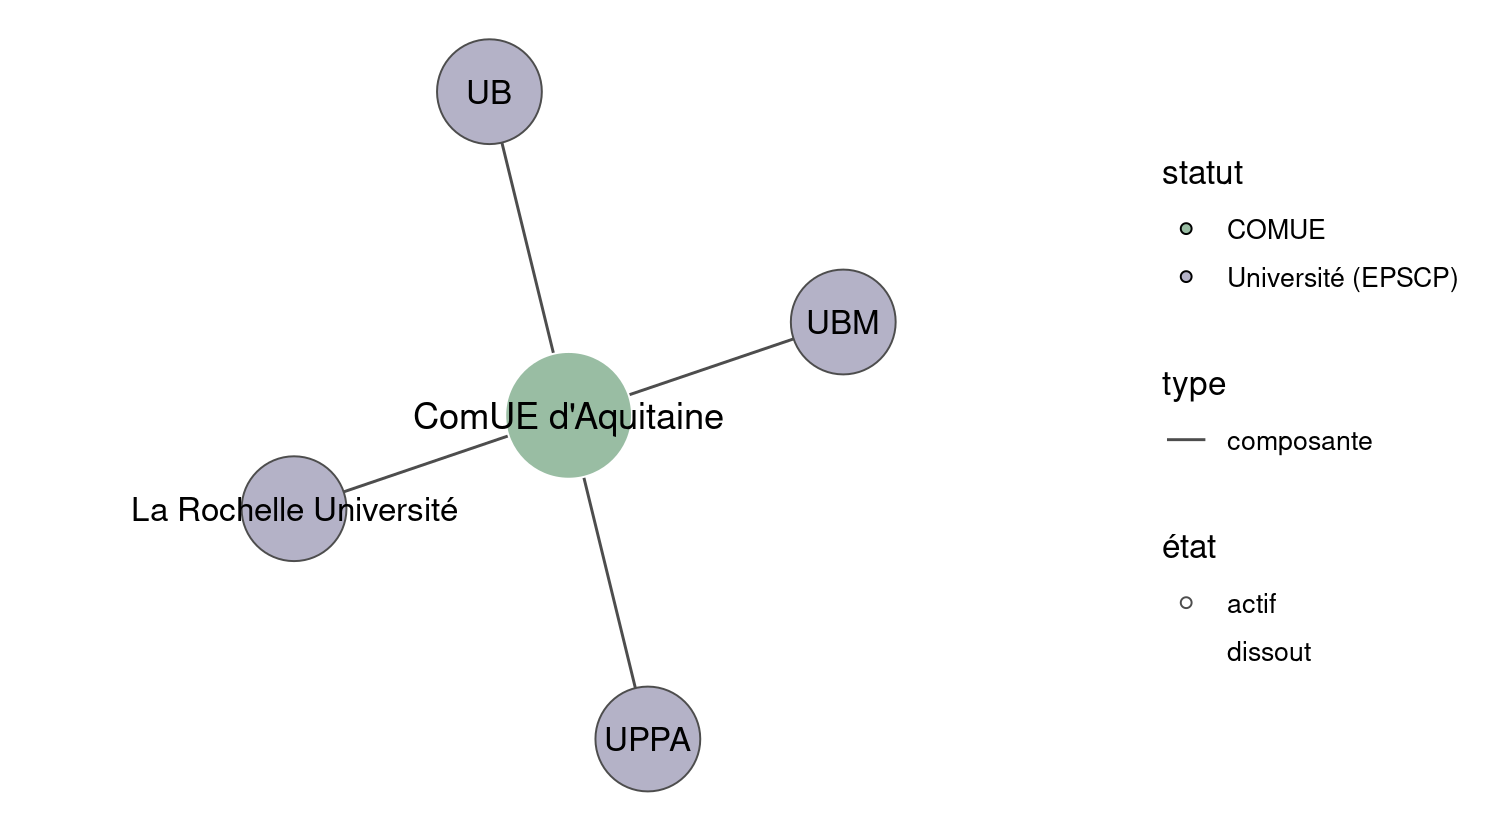 UB
UBM
ComUE d'Aquitaine
La Rochelle Université
UPPA
statut
COMUE
Université (EPSCP)
type
composante
état
actif
dissout